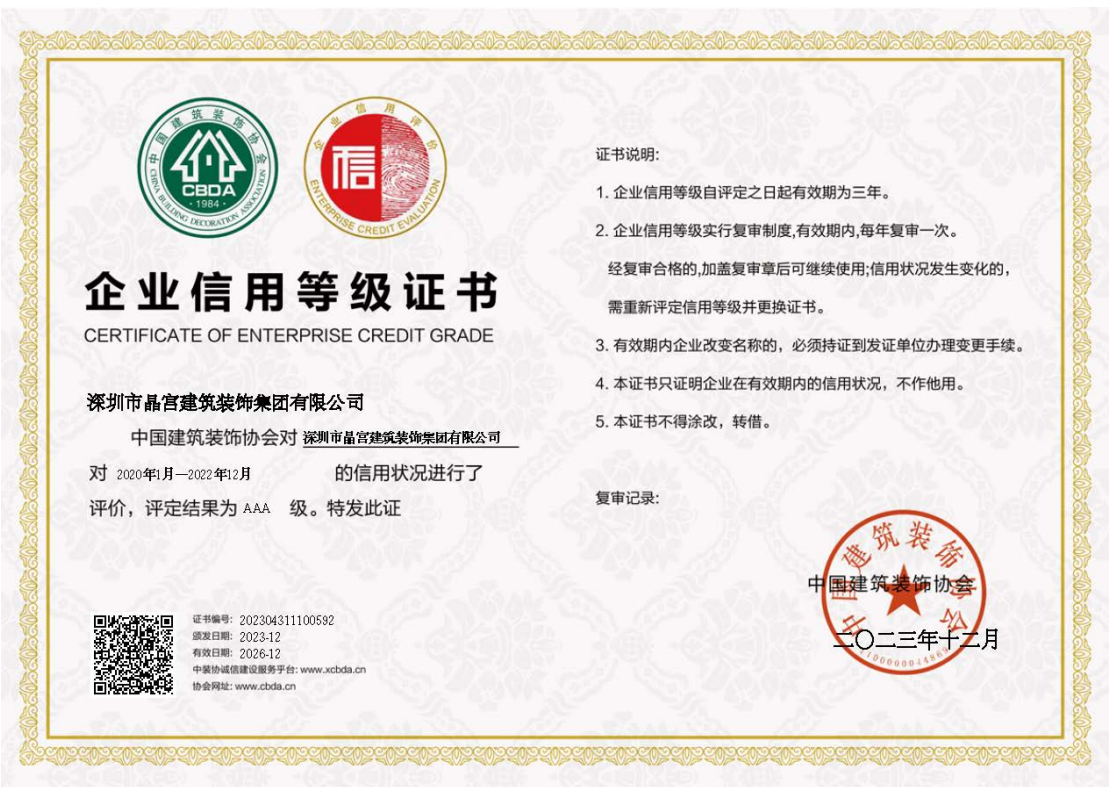 中国建筑装饰协会
CBDA
·1984·
CHINA BUILDING DECORATION ASSOCIATION
企业信用评价
信
ENTERPRISE CREDIT EVALUATION
企业信用等级证书
CERTIFICATE OF ENTERPRISE CREDIT GRADE
深圳市晶宫建筑装饰集团有限公司
中国建筑装饰协会对 深圳市晶宫建筑装饰集团有限公司
对 2020年1月—2022年12月 的信用状况进行了
评价，评定结果为 AAA 级。特发此证
证书编号: 202304311100592
颁发日期: 2023-12
有效日期: 2026-12
中装协诚信建设服务平台: www.xcbda.cn
协会网址: www.cbda.cn
证书说明:
1. 企业信用等级自评定之日起有效期为三年。
2. 企业信用等级实行复审制度,有效期内,每年复审一次。
经复审合格的,加盖复审章后可继续使用;信用状况发生变化的，
需重新评定信用等级并更换证书。
3. 有效期内企业改变名称的，必须持证到发证单位办理变更手续。
4. 本证书只证明企业在有效期内的信用状况，不作他用。
5. 本证书不得涂改，转借。
复审记录:
中国建筑装饰协会
中国建筑装饰协会
二〇二三年十二月